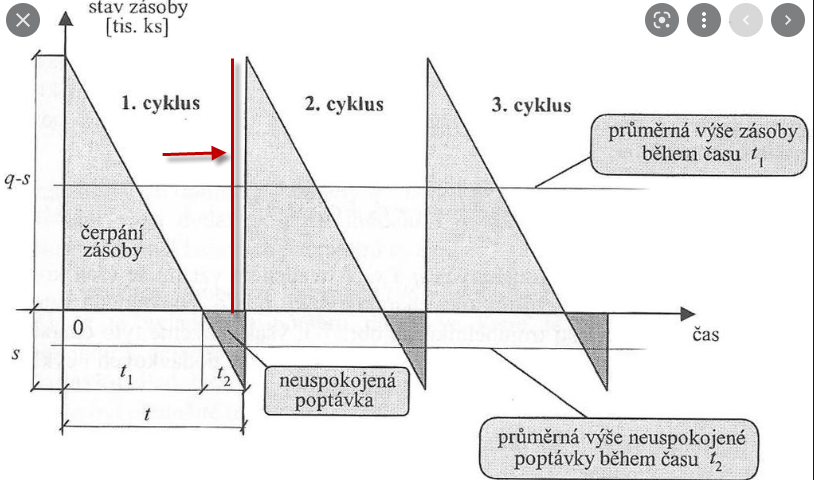 stav zásoby
[tis. ks]
1. cyklus
2. cyklus
3. cyklus
průměrná výše zásoby
během času t₁
q-s
čerpání
zásoby
0
čas
s
t₁
t₂
neuspokojená
poptávka
t
průměrná výše neuspokojené
poptávky během času t₂